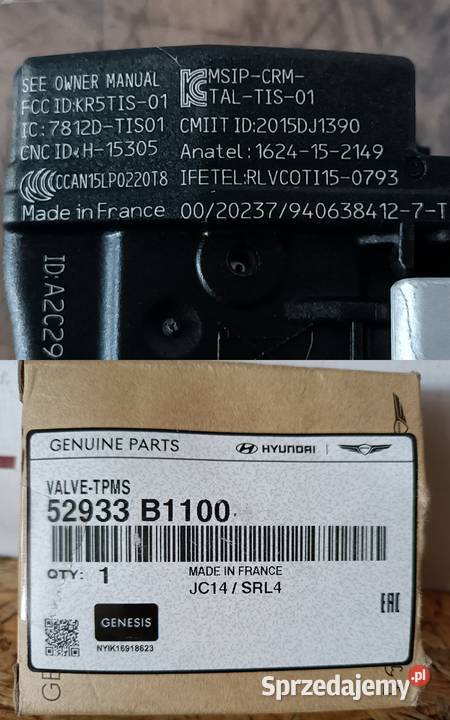 SEE OWNER MANUAL
FCC ID:KR5TIS-01
IC: 7812D-TIS01
CNC ID: H-15305
CCAN15LP0220T8
Made in France
MSIP-CRM-
TAL-TIS-01
CMIIT ID:2015DJ1390
Anatel: 1624-15-2149
IFETEL:RLVCOTI15-0793
00/20237/940638412-7-T
ID:A2C29
GENUINE PARTS
HYUNDAI
VALVE-TPMS
52933 B1100
QTY: 1
MADE IN FRANCE
JC14 / SRL4
GENESIS
NYIK16918623
EAC
Sprzedajemy.pl